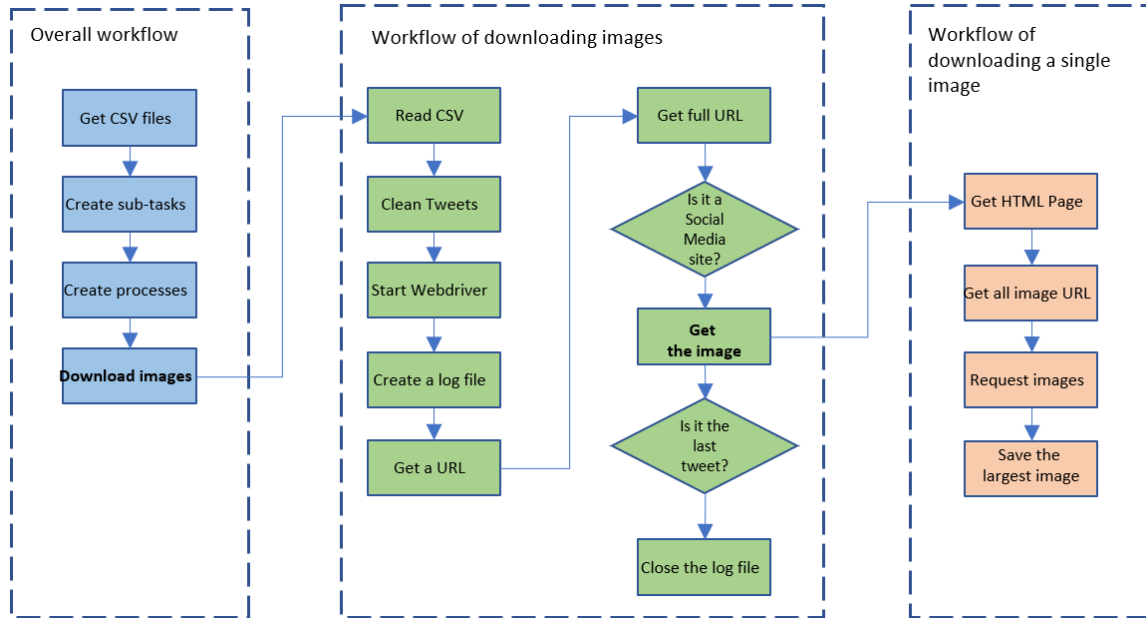 Overall workflow
Get CSV files
Create sub-tasks
Create processes
Download images
Workflow of downloading images
Read CSV
Clean Tweets
Start Webdriver
Create a log file
Get a URL
Get full URL
Is it a
Social
Media
site?
Get
the image
Is it the
last
tweet?
Close the log file
Workflow of
downloading a single
image
Get HTML Page
Get all image URL
Request images
Save the
largest image